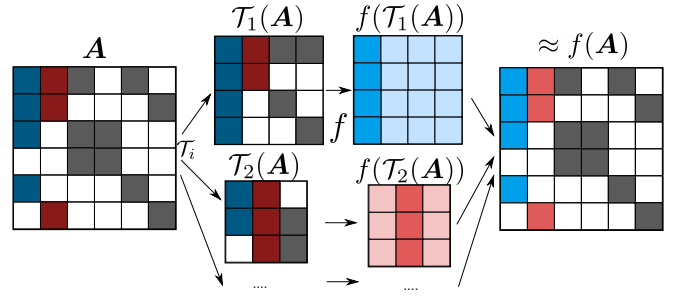 A
T₁(A)
f(T₁(A))
≈ f(A)
f
Tᵢ
T₂(A)
f(T₂(A))
....
....